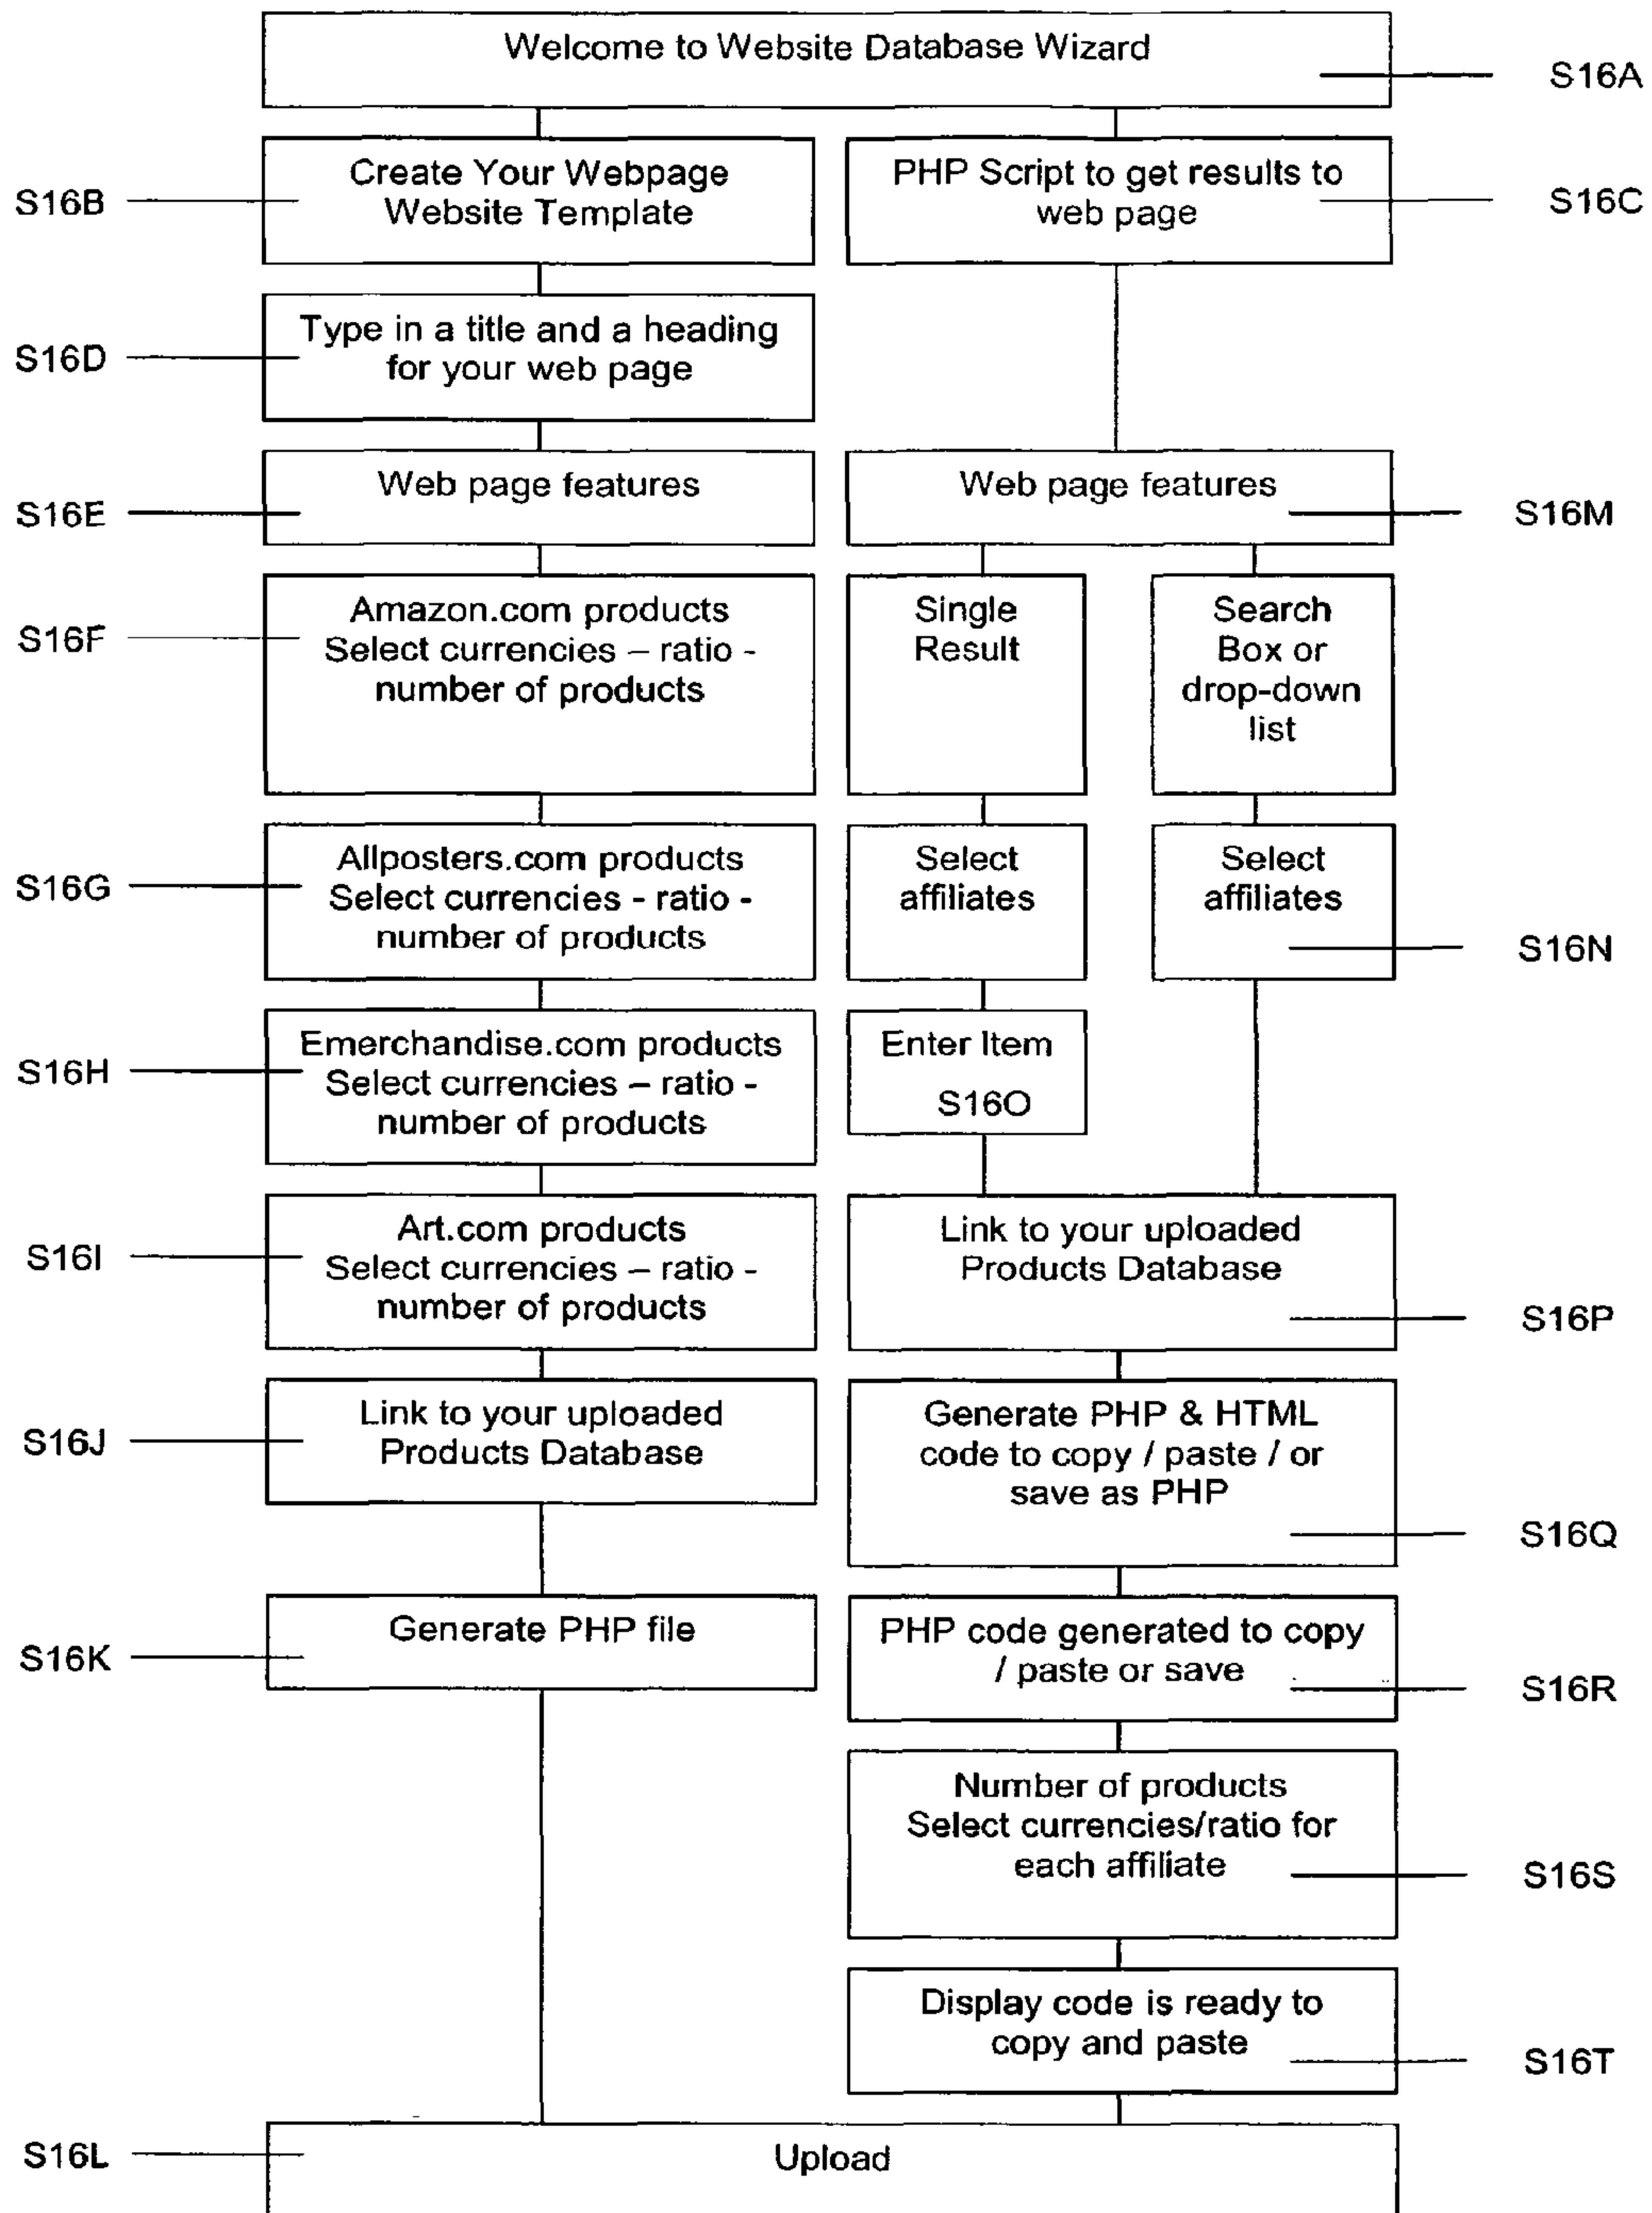 Welcome to Website Database Wizard
S16A
Create Your Webpage
Website Template
S16B
PHP Script to get results to
web page
S16C
Type in a title and a heading
for your web page
S16D
Web page features
S16E
Web page features
S16M
Amazon.com products
Select currencies – ratio -
number of products
S16F
Single
Result
Search
Box or
drop-down
list
Allposters.com products
Select currencies - ratio -
number of products
S16G
Select
affiliates
Select
affiliates
S16N
Emerchandise.com products
Select currencies – ratio -
number of products
S16H
Enter Item
S16O
Art.com products
Select currencies – ratio -
number of products
S16I
Link to your uploaded
Products Database
S16P
Link to your uploaded
Products Database
S16J
Generate PHP & HTML
code to copy / paste / or
save as PHP
S16Q
Generate PHP file
S16K
PHP code generated to copy
/ paste or save
S16R
Number of products
Select currencies/ratio for
each affiliate
S16S
Display code is ready to
copy and paste
S16T
Upload
S16L